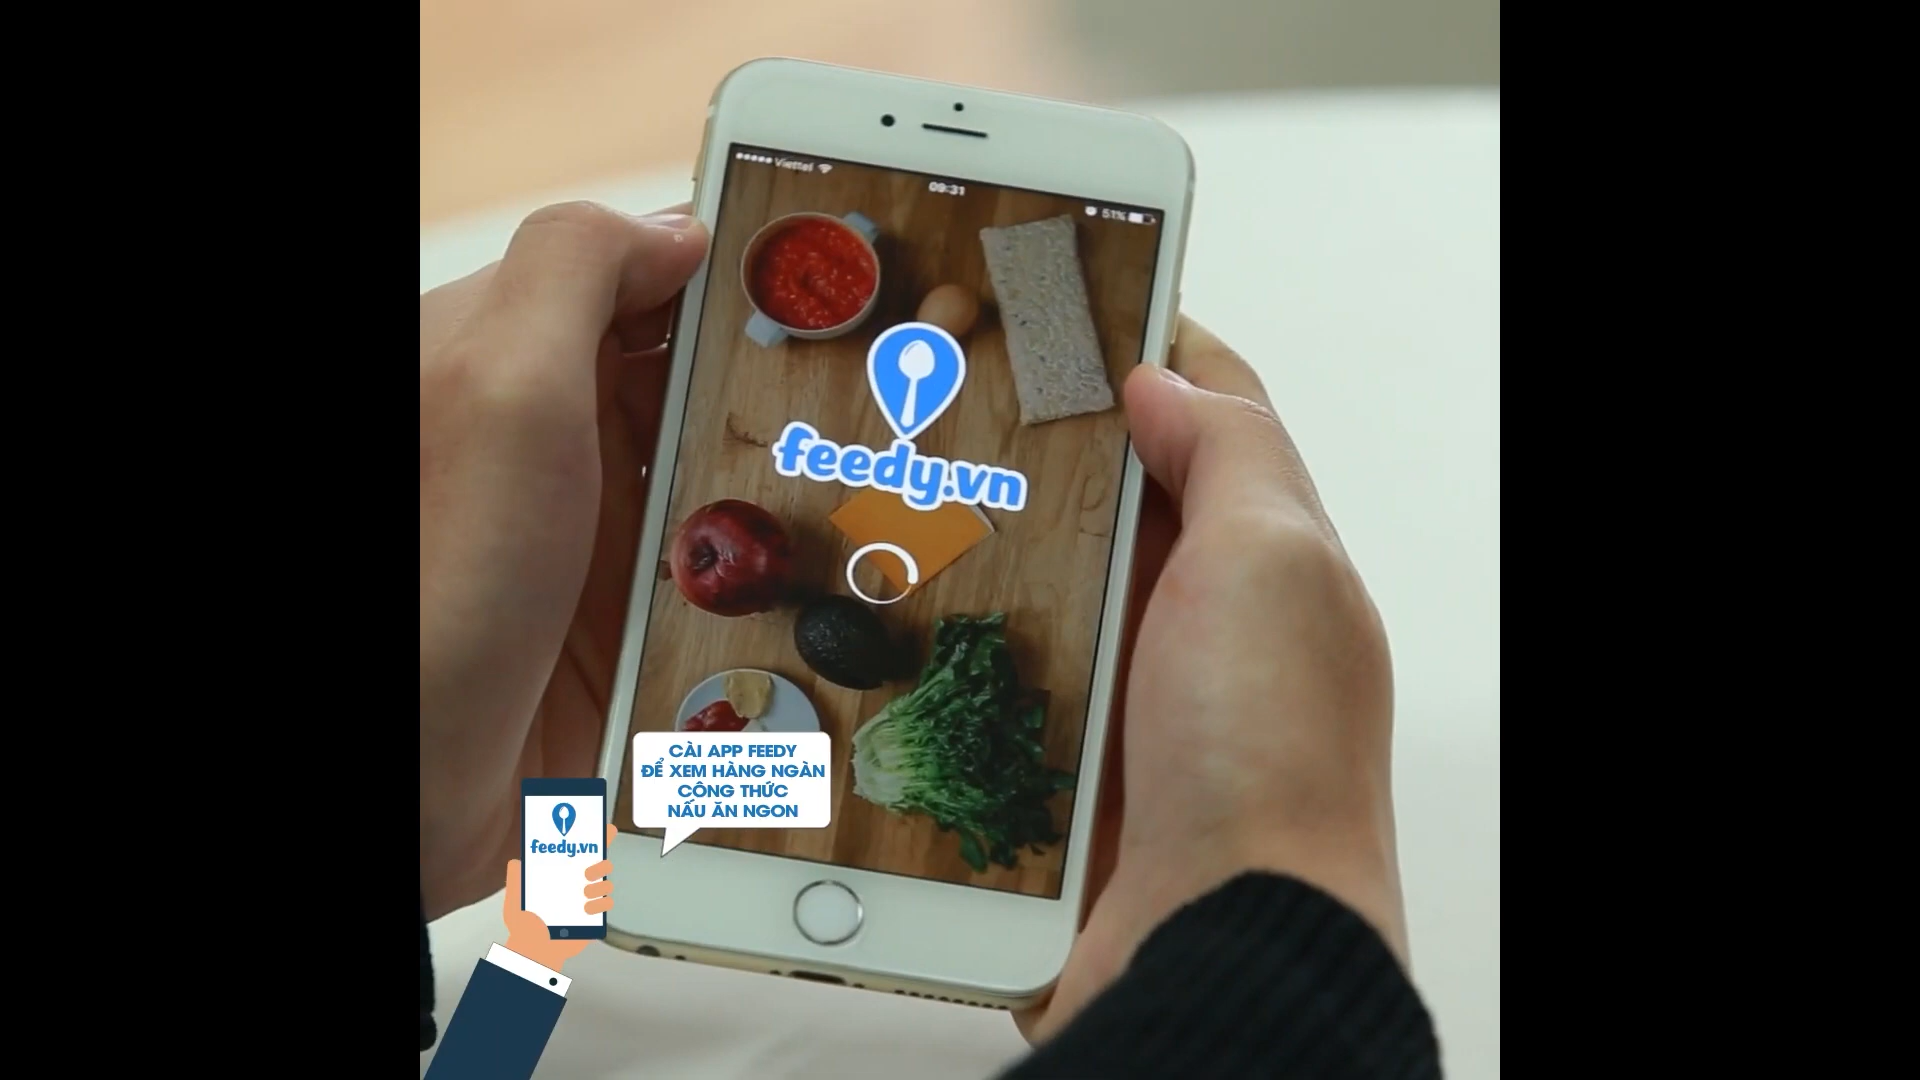 Viettel
09:31
51%
feedy.vn
CÀI APP FEEDY
ĐỂ XEM HÀNG NGÀN
CÔNG THỨC
NẤU ĂN NGON
feedy.vn